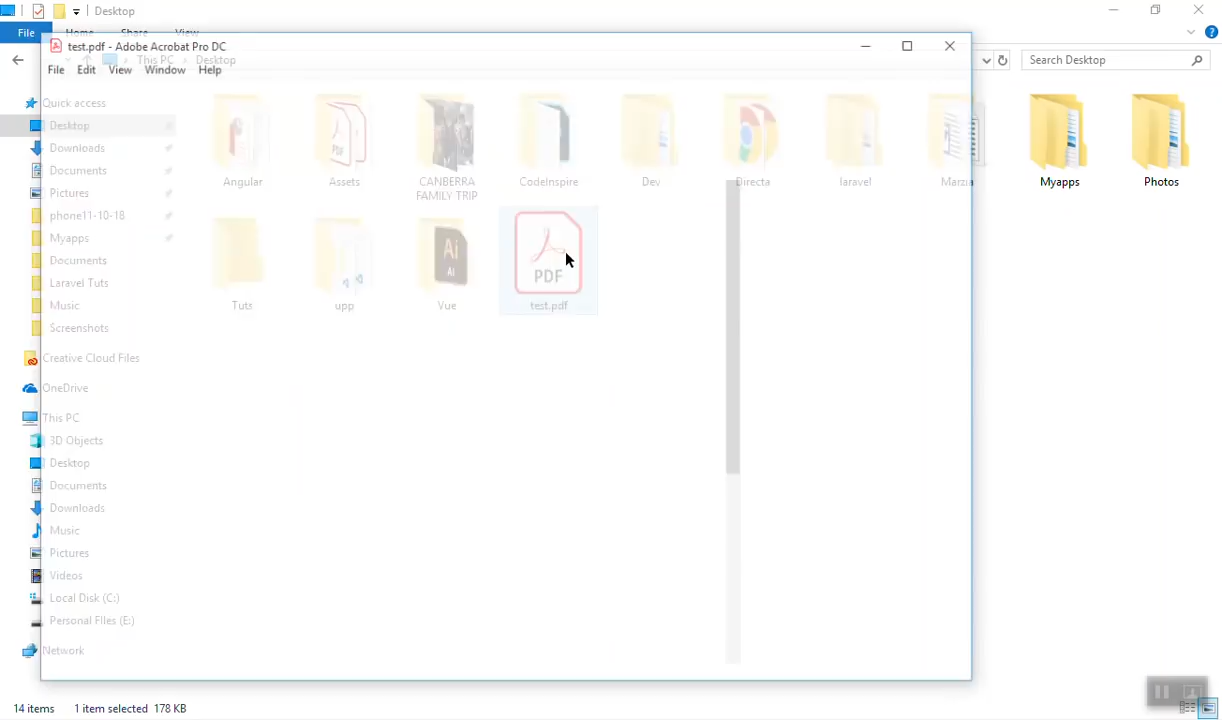 Desktop
File Home Share View
test.pdf - Adobe Acrobat Pro DC
This PC Desktop
Search Desktop
File Edit View Window Help
Quick access
Desktop
Downloads
Documents
Pictures
phone11-10-18
Myapps
Documents
Laravel Tuts
Music
Screenshots
Creative Cloud Files
OneDrive
This PC
3D Objects
Desktop
Documents
Downloads
Music
Pictures
Videos
Local Disk (C:)
Personal Files (E:)
Network
Angular
Assets
CANBERRA
FAMILY TRIP
CodeInspire
Dev
Directa
laravel
Marzia
Myapps
Photos
Ai
Ai
PDF
Tuts
upp
Vue
test.pdf
14 items 1 item selected 178 KB